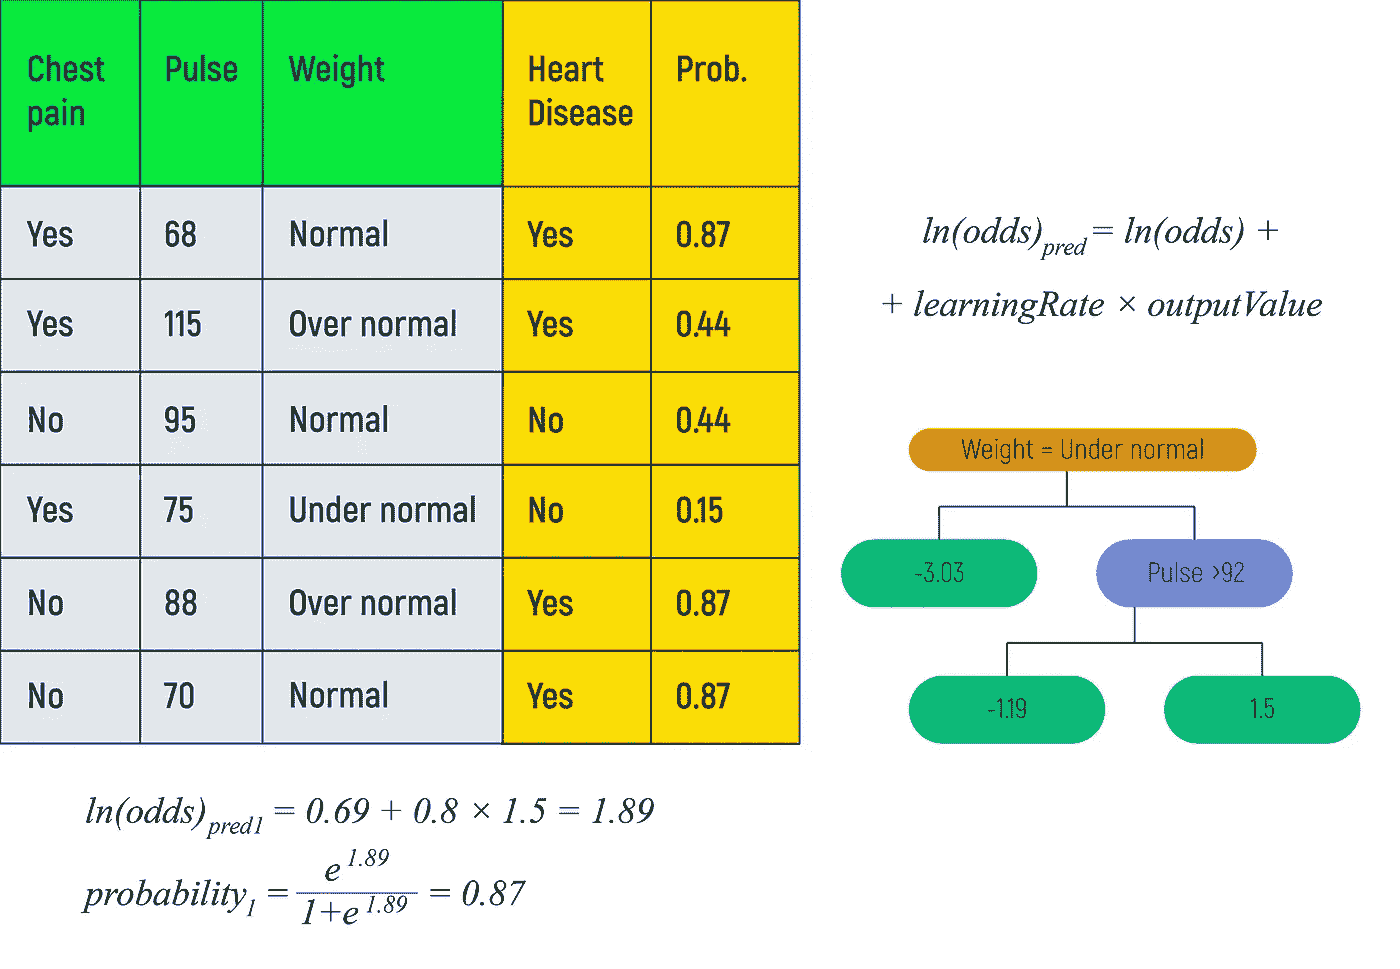 Chest pain Pulse Weight Heart Disease Prob.
Yes 68 Normal Yes 0.87
Yes 115 Over normal Yes 0.44
No 95 Normal No 0.44
Yes 75 Under normal No 0.15
No 88 Over normal Yes 0.87
No 70 Normal Yes 0.87
ln(odds)pred = ln(odds) +
+ learningRate × outputValue
Weight = Under normal
-3.03 Pulse >92
-1.19 1.5
ln(odds)pred1 = 0.69 + 0.8 × 1.5 = 1.89
probability1 = e^1.89 / 1+e^1.89 = 0.87